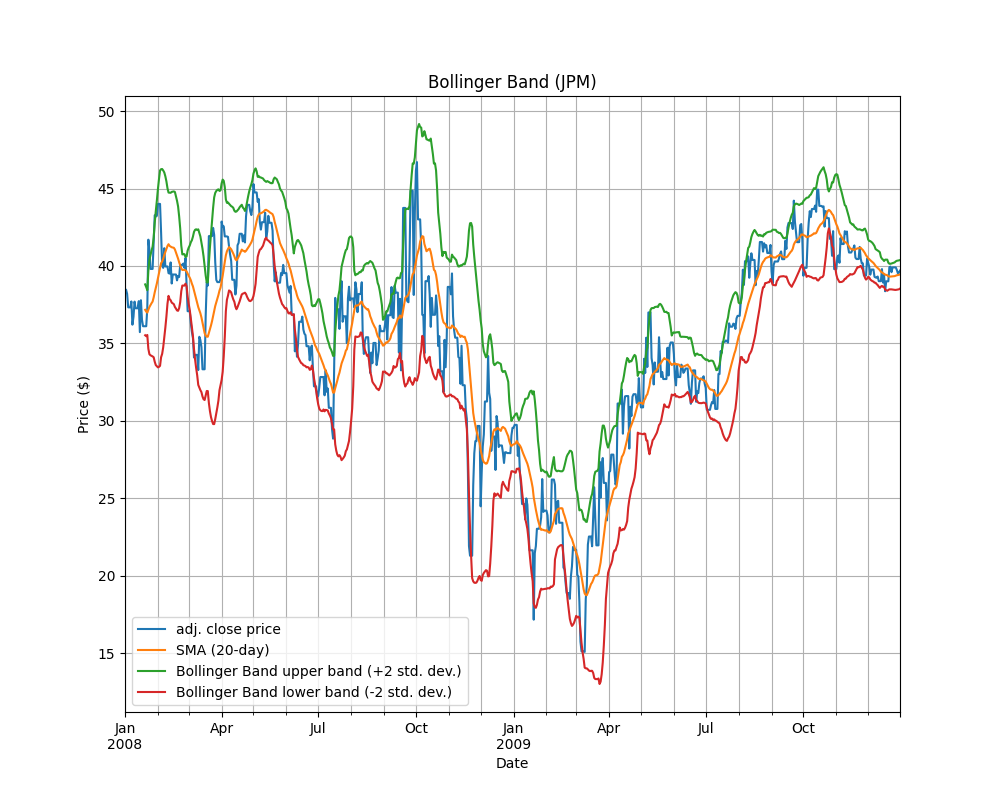 Bollinger Band (JPM)
Price ($)
50
45
40
35
30
25
20
15
adj. close price
SMA (20-day)
Bollinger Band upper band (+2 std. dev.)
Bollinger Band lower band (-2 std. dev.)
Jan Apr Jul Oct Jan Apr Jul Oct
2008 2009
Date